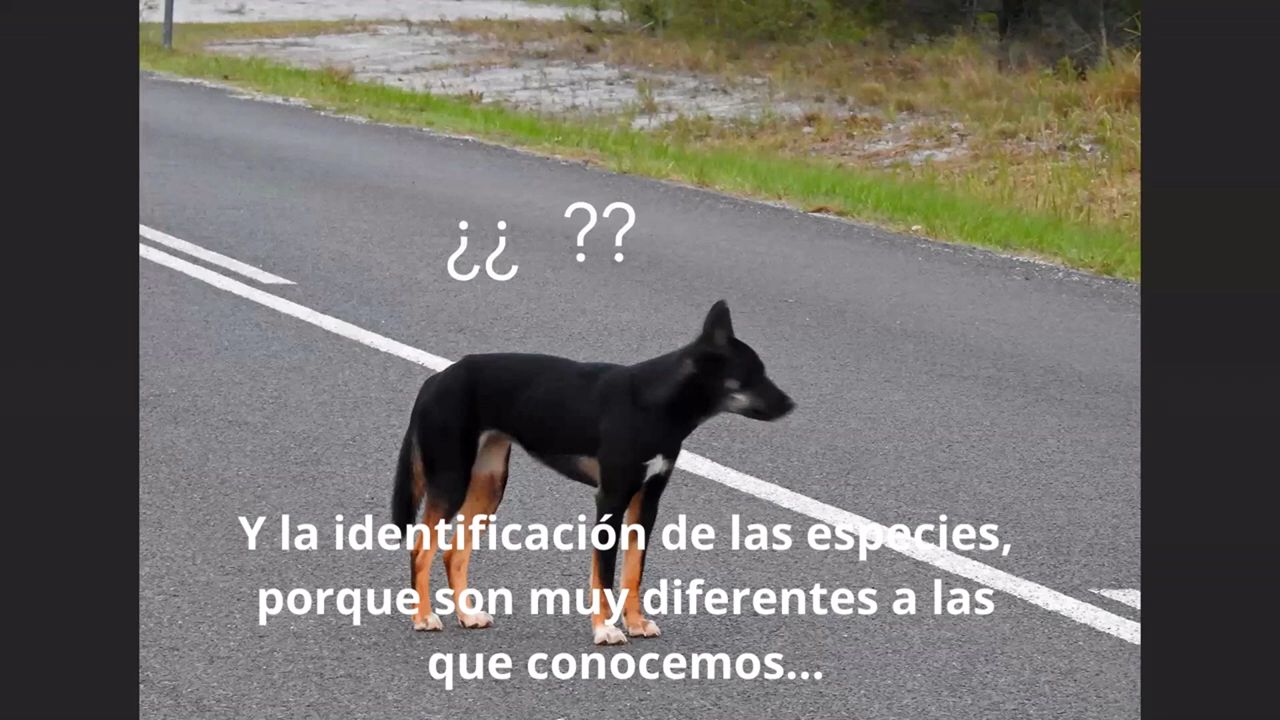 ¿¿ ??
Y la identificación de las especies,
porque son muy diferentes a las
que conocemos...